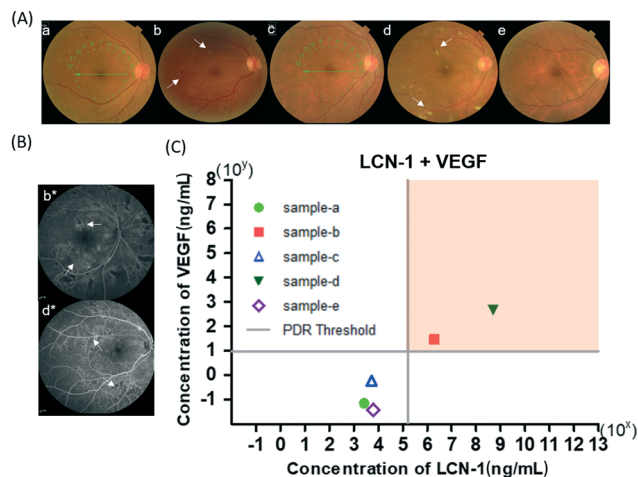 (A)
a
b
c
d
e
(B)
b*
d*
(C)
LCN-1 + VEGF
(10ʸ)
Concentration of VEGF(ng/mL)
8
7
6
5
4
3
2
1
0
-1
sample-a
sample-b
sample-c
sample-d
sample-e
PDR Threshold
-1 0 1 2 3 4 5 6 7 8 9 10 11 12 13
(10ˣ)
Concentration of LCN-1(ng/mL)